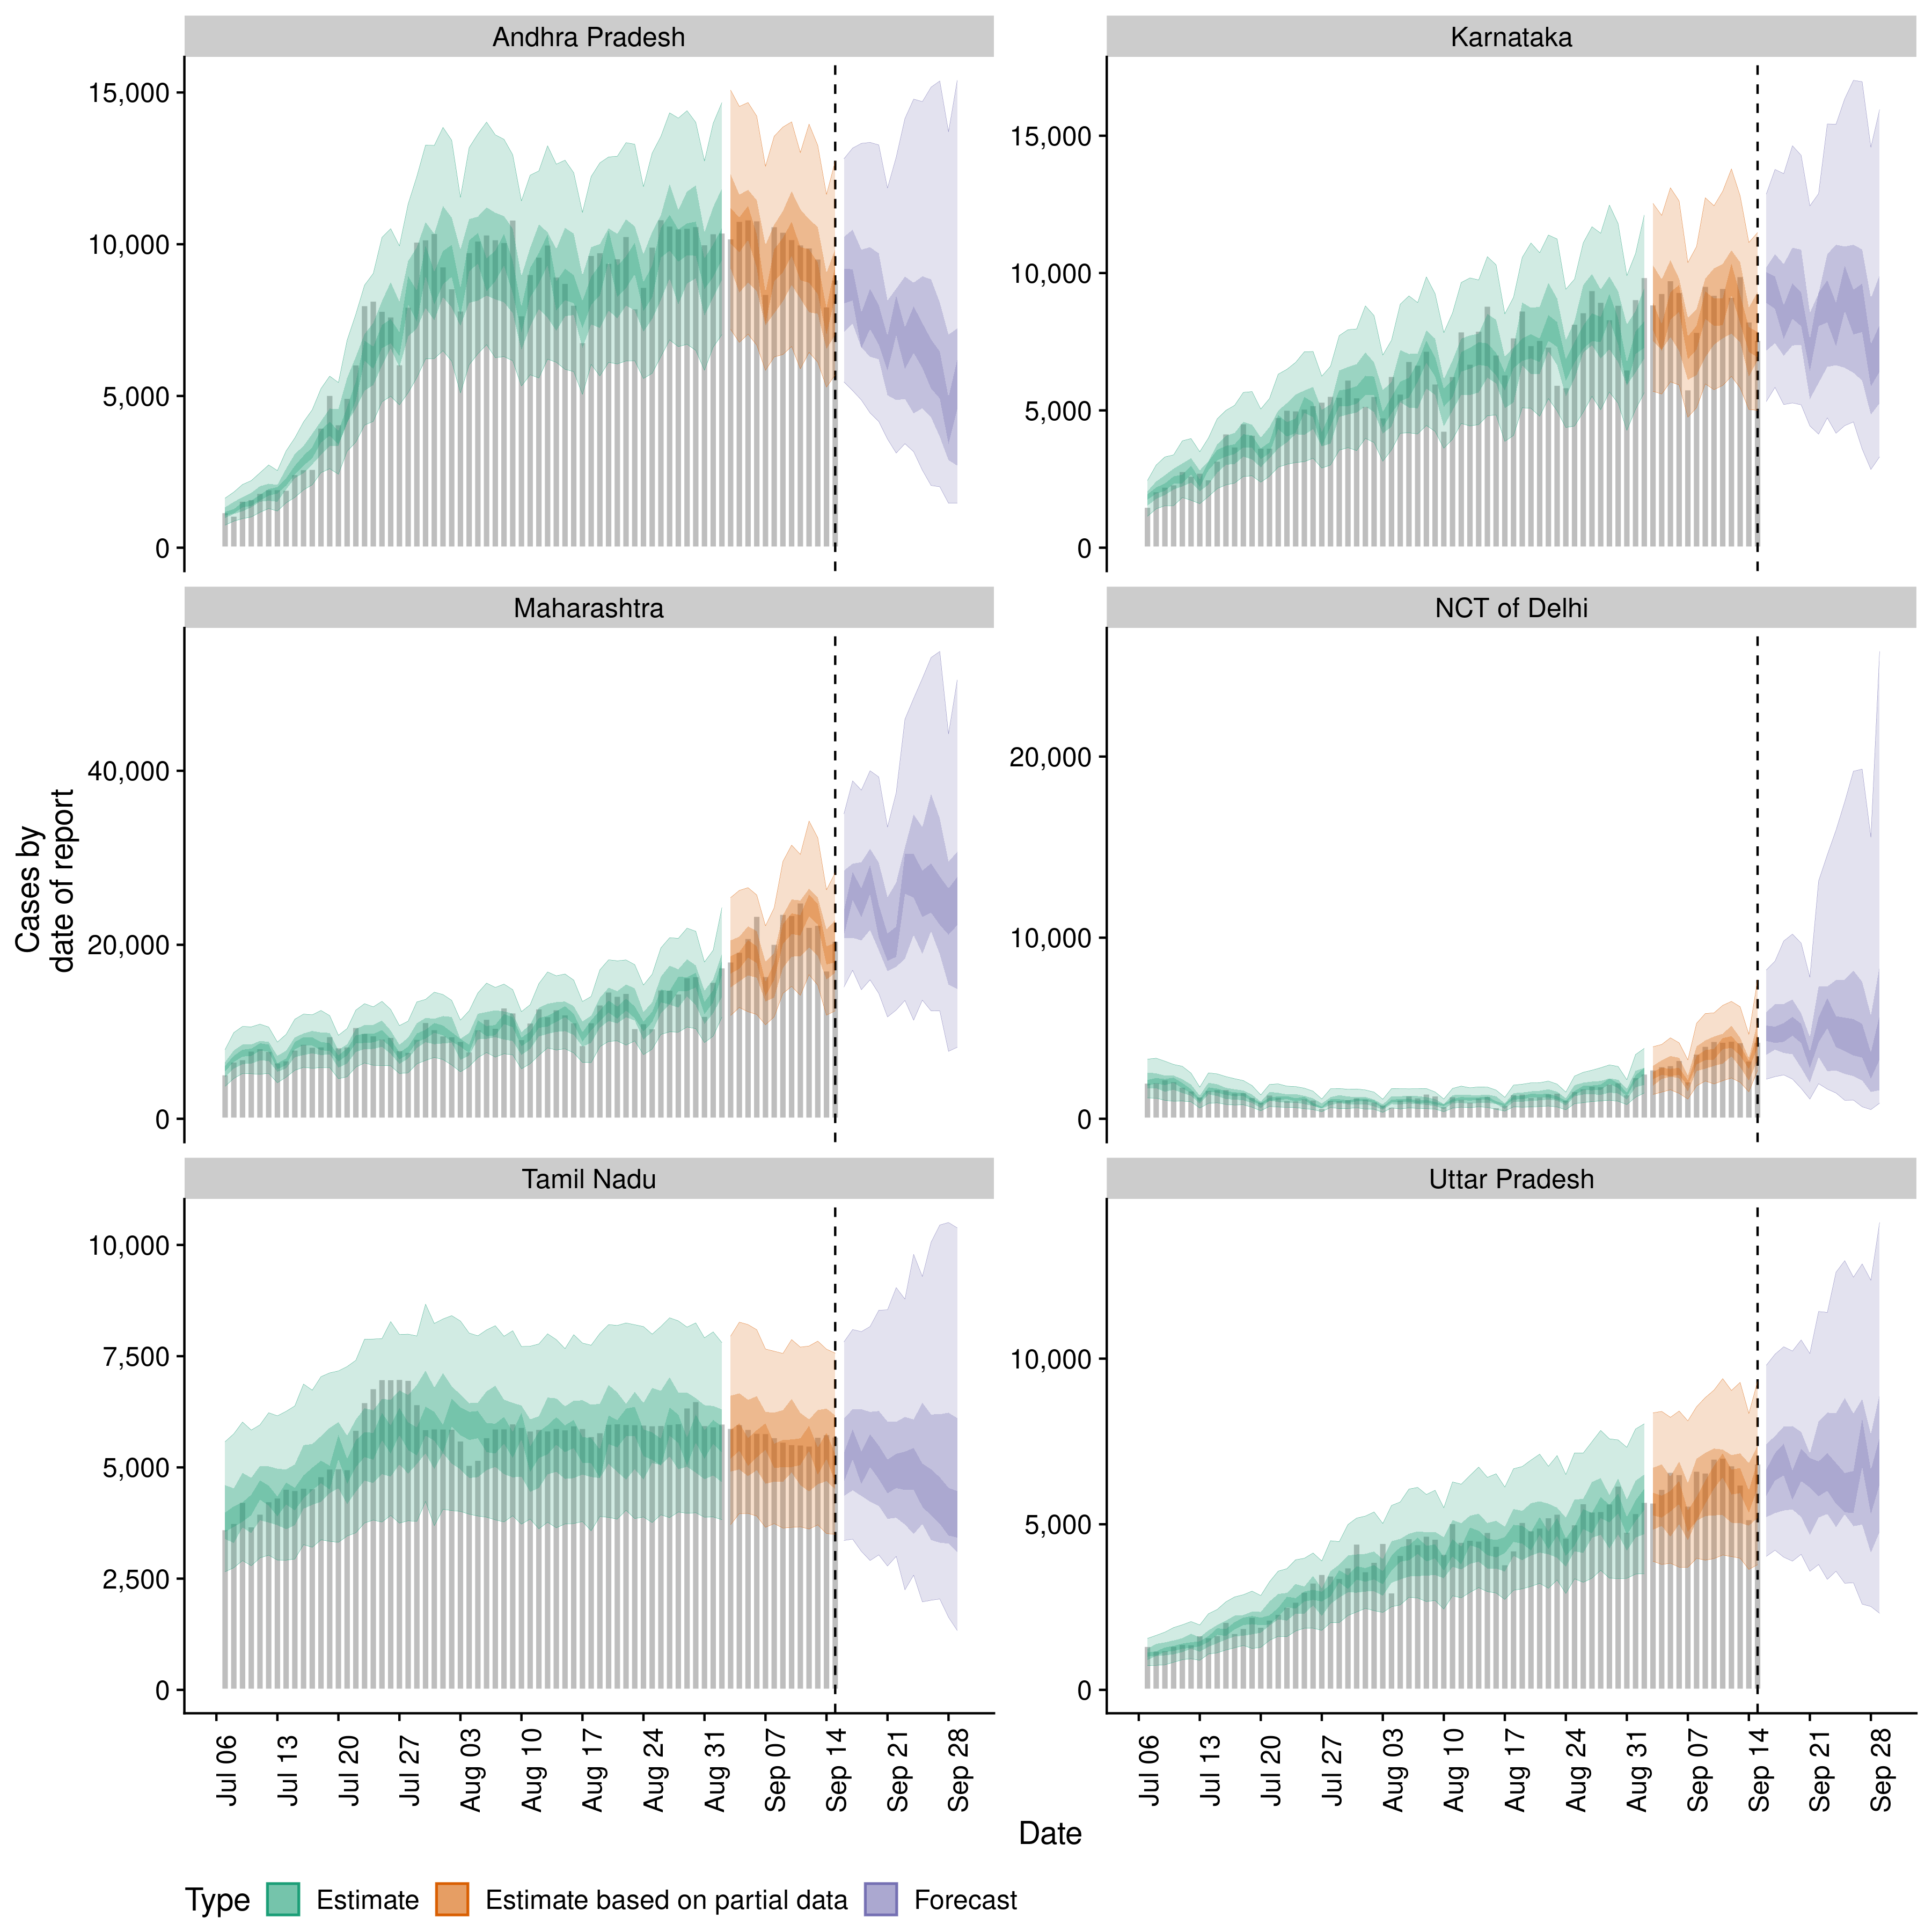 Andhra Pradesh
Karnataka
15,000
10,000
5,000
0
15,000
10,000
5,000
0
Maharashtra
NCT of Delhi
40,000
20,000
0
20,000
10,000
0
Tamil Nadu
Uttar Pradesh
10,000
7,500
5,000
2,500
0
10,000
5,000
0
Cases by
date of report
Jul 06
Jul 13
Jul 20
Jul 27
Aug 03
Aug 10
Aug 17
Aug 24
Aug 31
Sep 07
Sep 14
Sep 21
Sep 28
Jul 06
Jul 13
Jul 20
Jul 27
Aug 03
Aug 10
Aug 17
Aug 24
Aug 31
Sep 07
Sep 14
Sep 21
Sep 28
Date
Type Estimate Estimate based on partial data Forecast